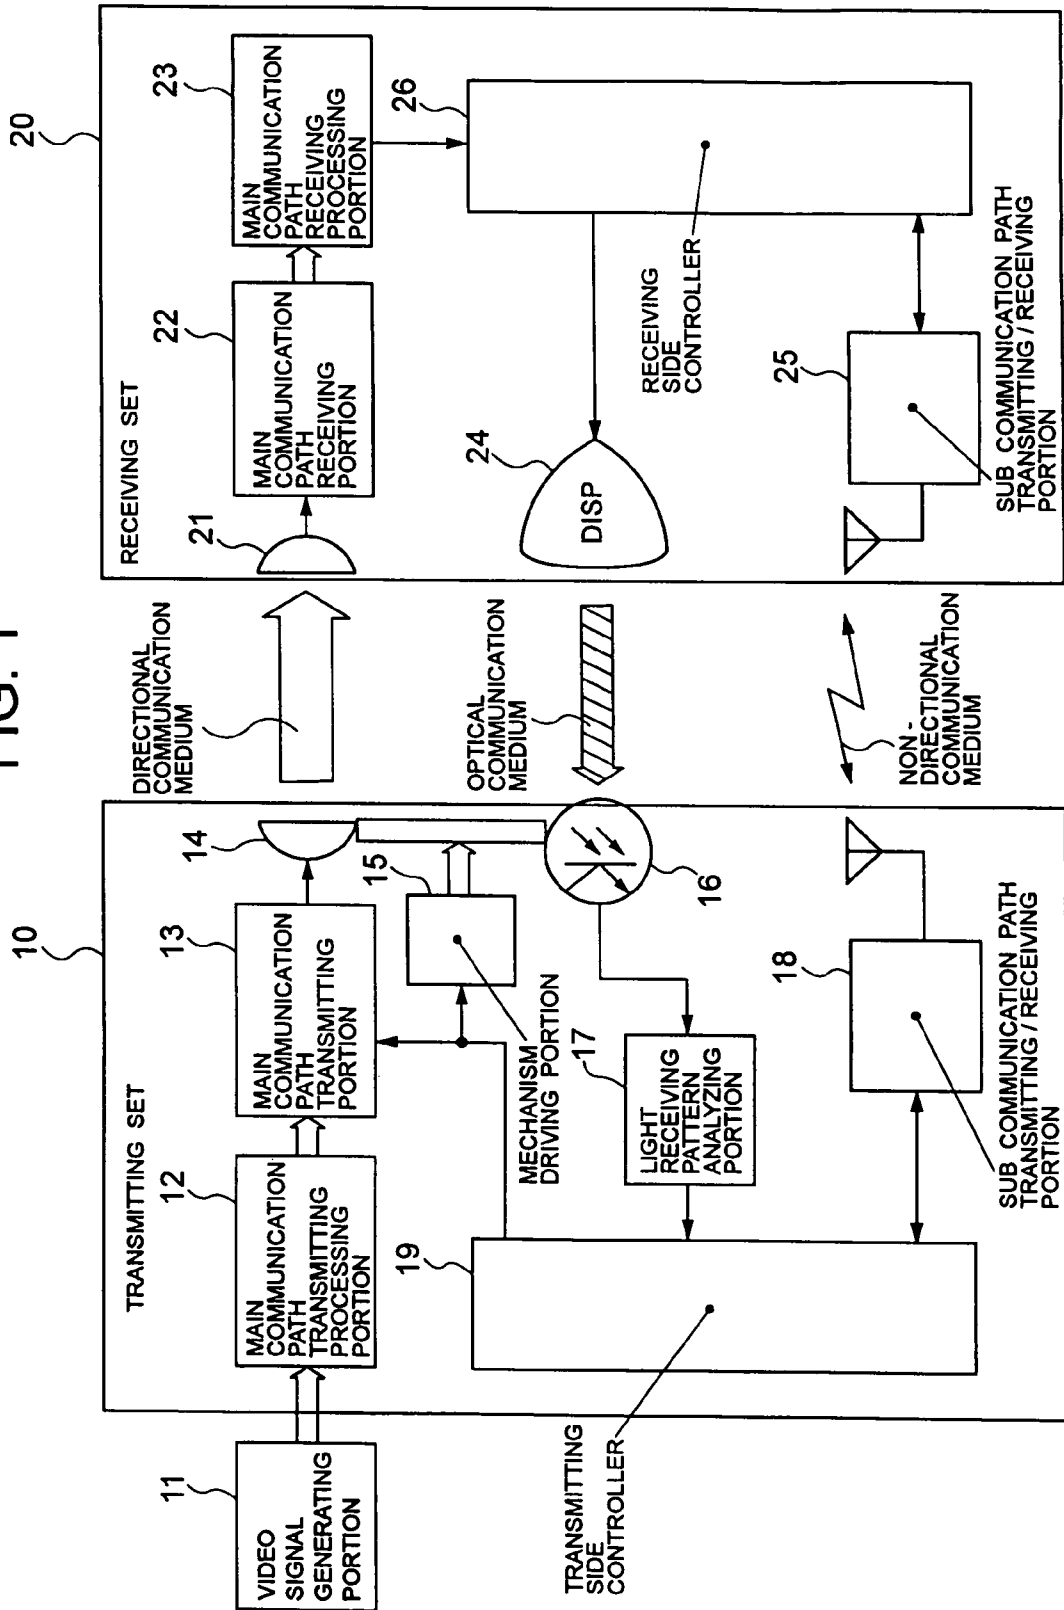 FIG. 1
10
TRANSMITTING SET
11
VIDEO
SIGNAL
GENERATING
PORTION
12
MAIN
COMMUNICATION
PATH
TRANSMITTING
PROCESSING
PORTION
13
MAIN
COMMUNICATION
PATH
TRANSMITTING
PORTION
14
15
MECHANISM
DRIVING PORTION
16
17
LIGHT
RECEIVING
PATTERN
ANALYZING
PORTION
18
SUB COMMUNICATION PATH
TRANSMITTING / RECEIVING
PORTION
19
TRANSMITTING
SIDE
CONTROLLER
DIRECTIONAL
COMMUNICATION
MEDIUM
OPTICAL
COMMUNICATION
MEDIUM
NON-
DIRECTIONAL
COMMUNICATION
MEDIUM
20
RECEIVING SET
21
22
MAIN
COMMUNICATION
PATH
RECEIVING
PORTION
23
MAIN
COMMUNICATION
PATH
RECEIVING
PROCESSING
PORTION
24
DISP
RECEIVING
SIDE
CONTROLLER
26
25
SUB COMMUNICATION PATH
TRANSMITTING / RECEIVING
PORTION